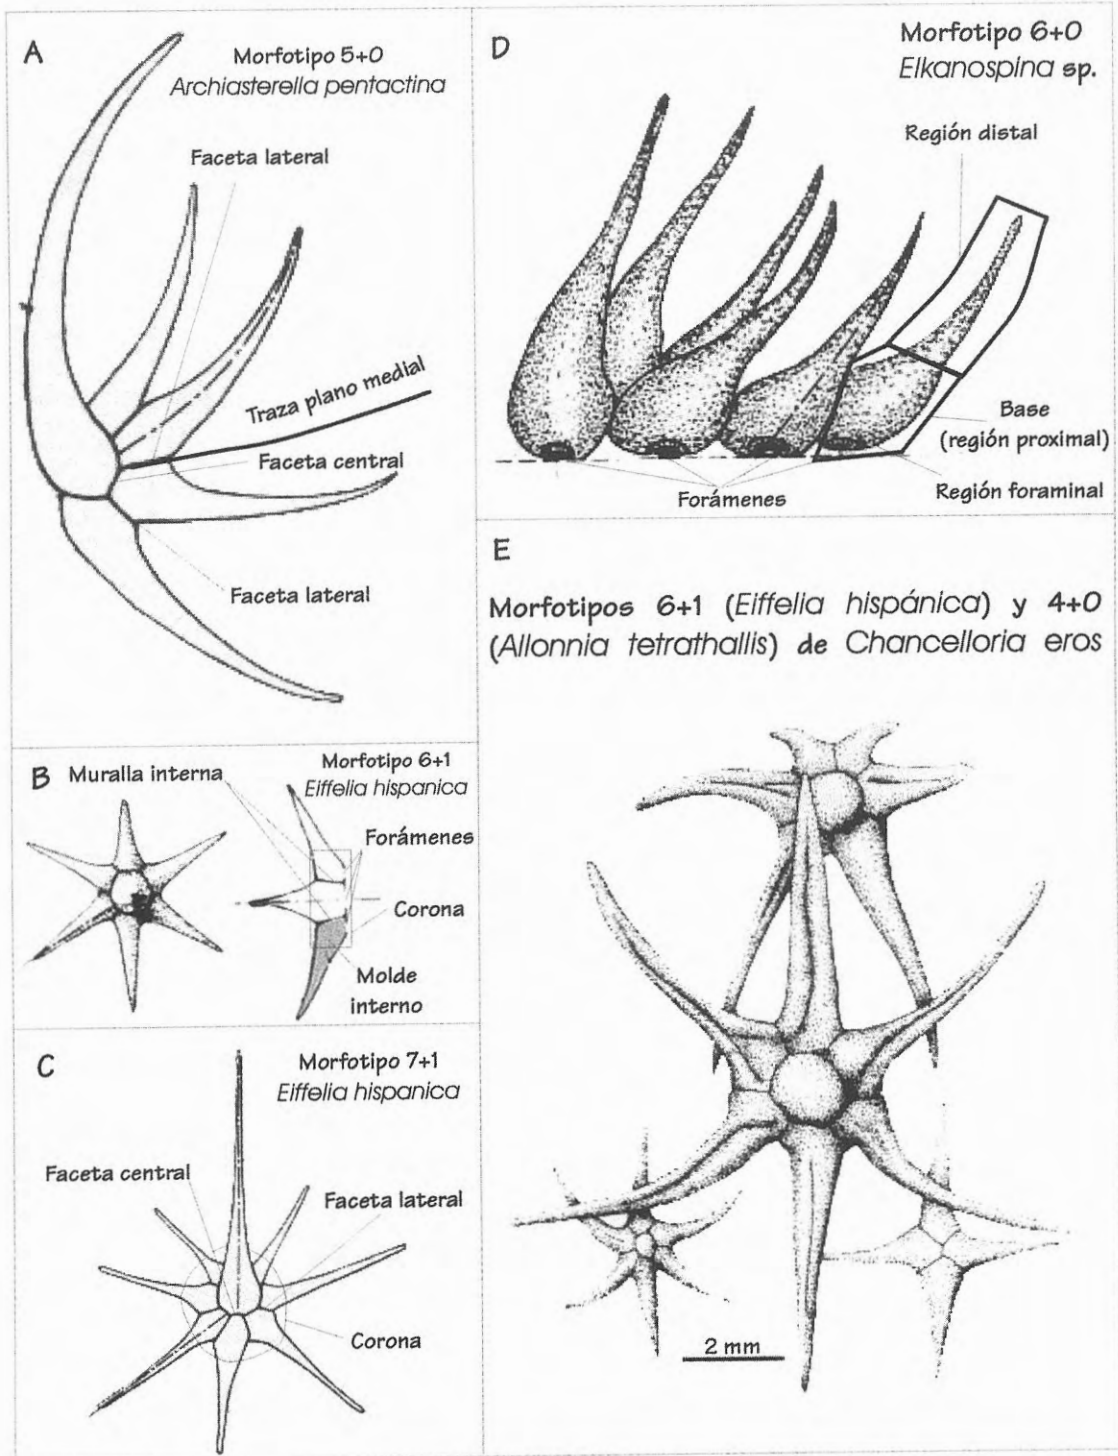 A
Morfotipo 5+0
Archiasterella pentactina
Faceta lateral
Traza plano medial
Faceta central
Faceta lateral
B
Muralla interna
Morfotipo 6+1
Eiffelia hispanica
Forámenes
Corona
Molde
interno
C
Morfotipo 7+1
Eiffelia hispanica
Faceta central
Faceta lateral
Corona
D
Morfotipo 6+0
Elkanospina sp.
Región distal
Base
(región proximal)
Forámenes
Región foraminal
E
Morfotipos 6+1 (Eiffelia hispánica) y 4+0
(Allonnia tetrathallis) de Chancelloria eros
2 mm